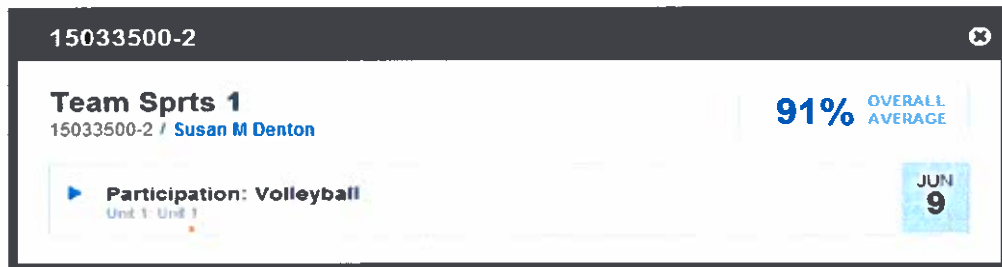 15033500-2
Team Sprts 1
15033500-2 / Susan M Denton
91% OVERALL AVERAGE
Participation: Volleyball
Unit 1: Unit 1
JUN
9